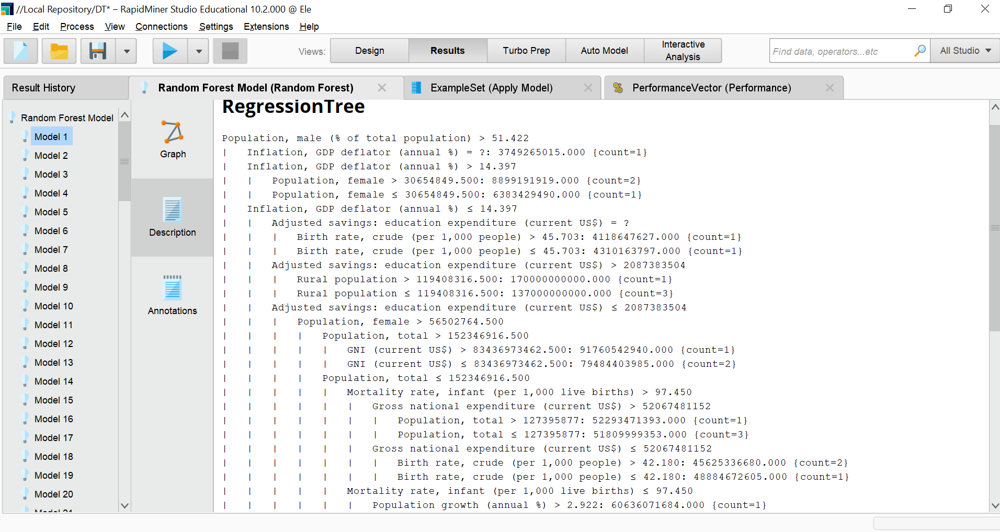 //Local Repository/DT* – RapidMiner Studio Educational 10.2.000 @ Ele
File Edit Process View Connections Settings Extensions Help
Views: Design Results Turbo Prep Auto Model Interactive Analysis Find data, operators...etc All Studio
Result History Random Forest Model (Random Forest) ExampleSet (Apply Model) PerformanceVector (Performance)
Random Forest Model
Model 1
Model 2
Model 3
Model 4
Model 5
Model 6
Model 7
Model 8
Model 9
Model 10
Model 11
Model 12
Model 13
Model 14
Model 15
Model 16
Model 17
Model 18
Model 19
Model 20
Model 21
Graph
Description
Annotations
RegressionTree
Population, male (% of total population) > 51.422
| Inflation, GDP deflator (annual %) = ?: 3749265015.000 {count=1}
| Inflation, GDP deflator (annual %) > 14.397
| | Population, female > 30654849.500: 8899191919.000 {count=2}
| | Population, female ≤ 30654849.500: 6383429490.000 {count=1}
| Inflation, GDP deflator (annual %) ≤ 14.397
| | Adjusted savings: education expenditure (current US$) = ?
| | | Birth rate, crude (per 1,000 people) > 45.703: 4118647627.000 {count=1}
| | | Birth rate, crude (per 1,000 people) ≤ 45.703: 4310163797.000 {count=1}
| | Adjusted savings: education expenditure (current US$) > 2087383504
| | | Rural population > 119408316.500: 170000000000.000 {count=1}
| | | Rural population ≤ 119408316.500: 137000000000.000 {count=3}
| | Adjusted savings: education expenditure (current US$) ≤ 2087383504
| | | Population, female > 56502764.500
| | | | Population, total > 152346916.500
| | | | | GNI (current US$) > 83436973462.500: 91760542940.000 {count=1}
| | | | | GNI (current US$) ≤ 83436973462.500: 79484403985.000 {count=2}
| | | | Population, total ≤ 152346916.500
| | | | | Mortality rate, infant (per 1,000 live births) > 97.450
| | | | | | Gross national expenditure (current US$) > 52067481152
| | | | | | | Population, total > 127395877: 52293471393.000 {count=1}
| | | | | | | Population, total ≤ 127395877: 51809999353.000 {count=3}
| | | | | | Gross national expenditure (current US$) ≤ 52067481152
| | | | | | | Birth rate, crude (per 1,000 people) > 42.180: 45625336680.000 {count=2}
| | | | | | | Birth rate, crude (per 1,000 people) ≤ 42.180: 48884672605.000 {count=1}
| | | | | Mortality rate, infant (per 1,000 live births) ≤ 97.450
| | | | | | Population growth (annual %) > 2.922: 60636071684.000 {count=1}